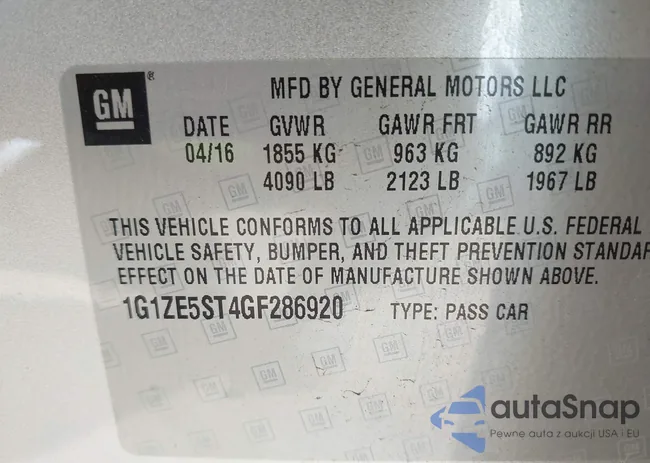 GM ®
MFD BY GENERAL MOTORS LLC
DATE GVWR GAWR FRT GAWR RR
04/16 1855 KG 963 KG 892 KG
4090 LB 2123 LB 1967 LB
THIS VEHICLE CONFORMS TO ALL APPLICABLE U.S. FEDERAL
VEHICLE SAFETY, BUMPER, AND THEFT PREVENTION STANDAR
EFFECT ON THE DATE OF MANUFACTURE SHOWN ABOVE.
1G1ZE5ST4GF286920 TYPE: PASS CAR
autaSnap
Pewne auta z aukcji USA i EU